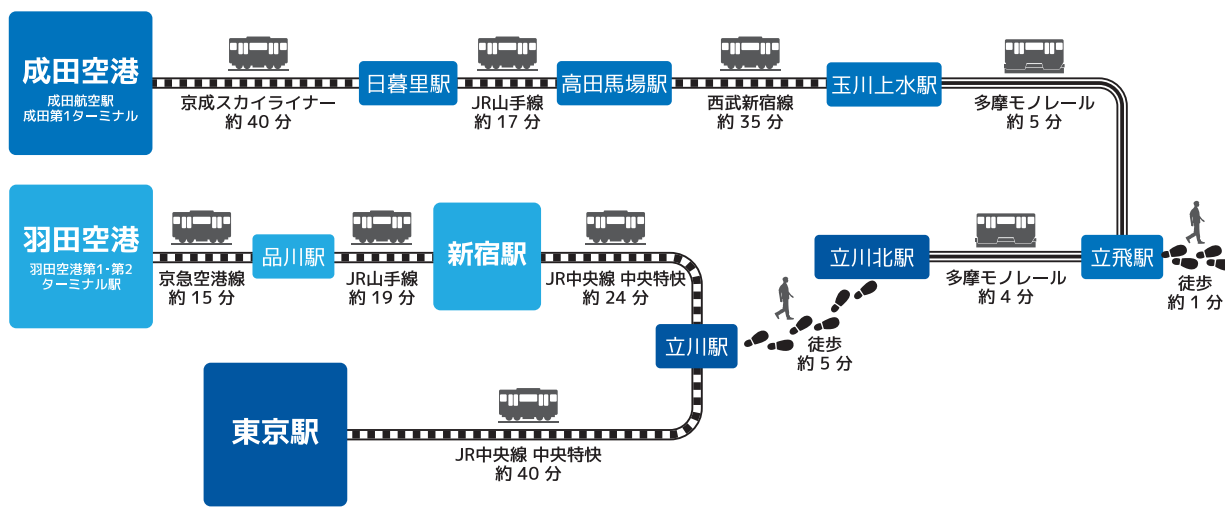 成田空港
成田航空駅
成田第1ターミナル
京成スカイライナー
約 40 分
日暮里駅
JR山手線
約 17 分
高田馬場駅
西武新宿線
約 35 分
玉川上水駅
多摩モノレール
約 5 分
羽田空港
羽田空港第1・第2
ターミナル駅
京急空港線
約 15 分
品川駅
JR山手線
約 19 分
新宿駅
JR中央線 中央特快
約 24 分
立川駅
徒歩
約 5 分
立川北駅
多摩モノレール
約 4 分
立飛駅
徒歩
約 1 分
東京駅
JR中央線 中央特快
約 40 分